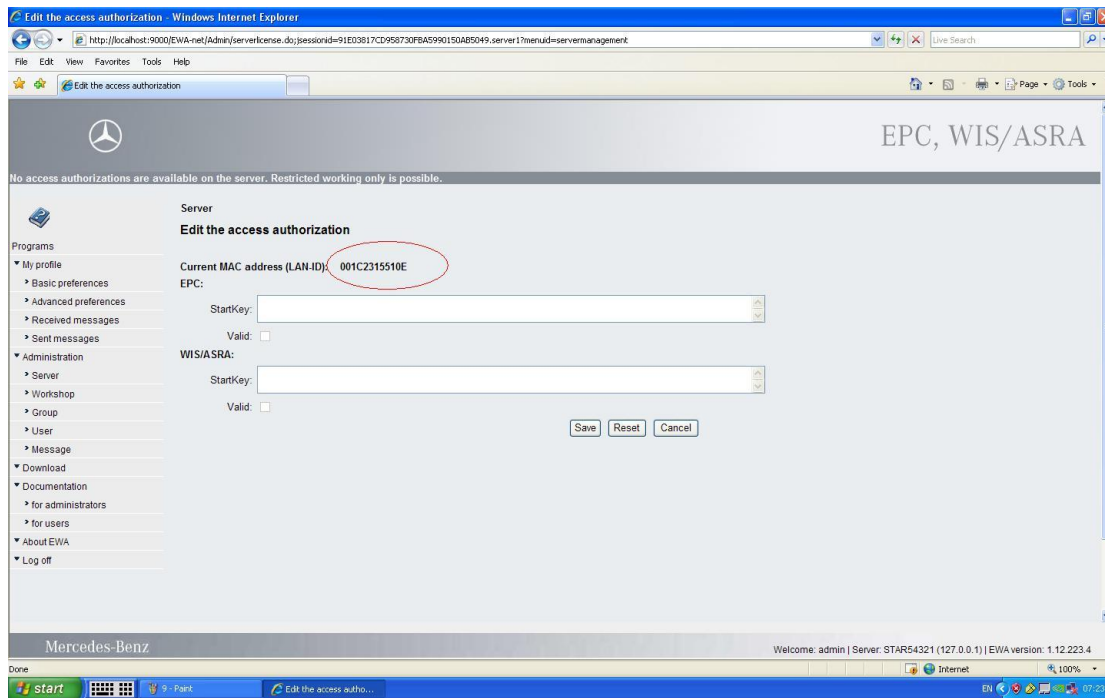 Edit the access authorization - Windows Internet Explorer
http://localhost:9000/EWA-net/Admin/serverlicense.do;jsessionid=91E03817CD958730FBA5990150AB5049.server1?menuid=servermanagement
Live Search
File Edit View Favorites Tools Help
Edit the access authorization
Page Tools
EPC, WIS/ASRA
No access authorizations are available on the server. Restricted working only is possible.
Server
Edit the access authorization
Programs
My profile
Basic preferences
Advanced preferences
Received messages
Sent messages
Administration
Server
Workshop
Group
User
Message
Download
Documentation
for administrators
for users
About EWA
Log off
Current MAC address (LAN-ID): 001C2315510E
EPC:
StartKey:
Valid:
WIS/ASRA:
StartKey:
Valid:
Save Reset Cancel
Mercedes-Benz
Welcome: admin | Server: STAR54321 (127.0.0.1) | EWA version: 1.12.223.4
Done
Internet
100%
start
9 - Paint
Edit the access autho...
EN
07:23